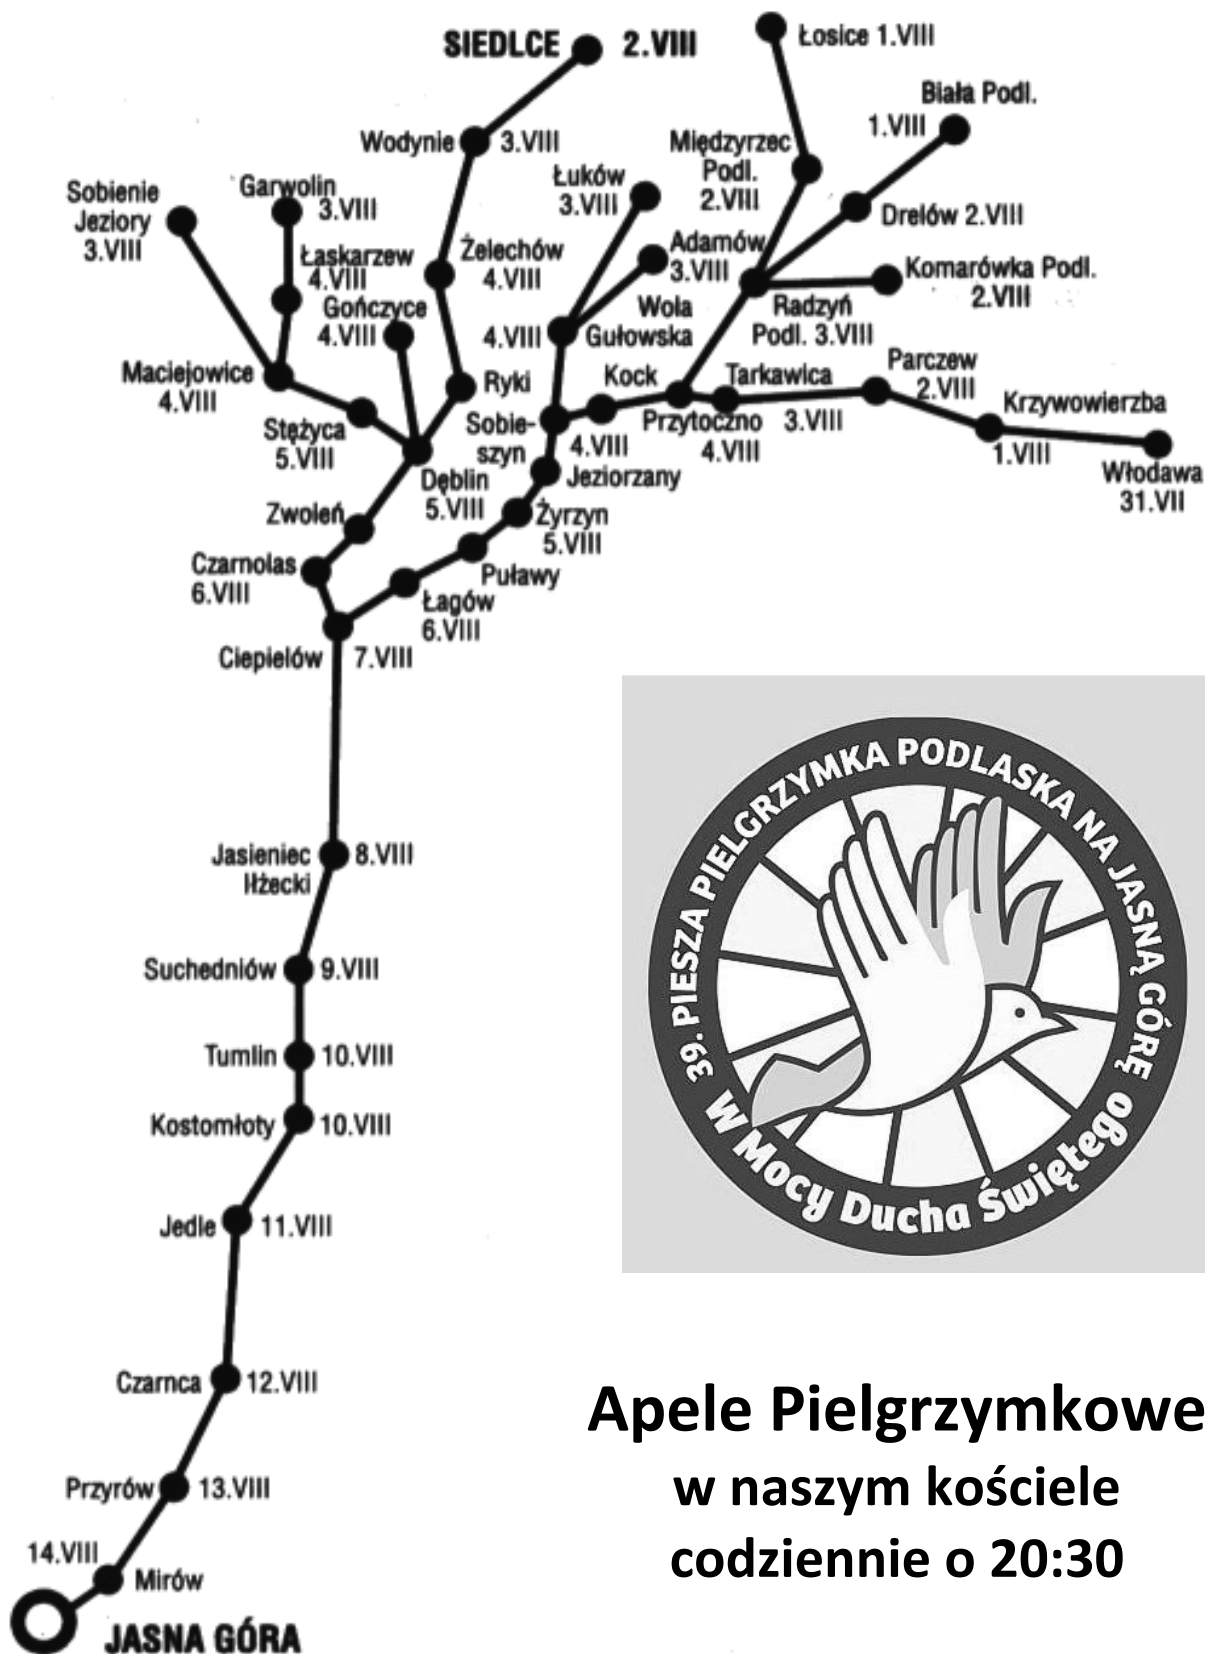 SIEDLCE 2.VIII
Łosice 1.VIII
Biała Podl.
1.VIII
Wodynie 3.VIII
Międzyrzec
Podl.
2.VIII
Łuków
3.VIII
Sobienie
Jeziory
3.VIII
Garwolin
3.VIII
Drelów 2.VIII
Łaskarzew
4.VIII
Żelechów
4.VIII
Adamów
3.VIII
Komarówka Podl.
2.VIII
Gończyce
4.VIII
4.VIII
Wola
Gułowska
Radzyń
Podl. 3.VIII
Maciejowice
4.VIII
Ryki
Kock
Tarkawica
3.VIII
Parczew
2.VIII
Krzywowierzba
1.VIII
Stężyca
5.VIII
Sobie-
szyn
4.VIII
Przytoczno
4.VIII
Włodawa
31.VII
Dęblin
5.VIII
Jeziorzany
Zwoleń
Żyrzyn
5.VIII
Czarnolas
6.VIII
Puławy
Łagów
6.VIII
Ciepielów 7.VIII
Jasieniec
Iłżecki
8.VIII
Suchedniów 9.VIII
Tumlin 10.VIII
Kostomłoty 10.VIII
Jedle 11.VIII
Czarnca 12.VIII
Przyrów 13.VIII
14.VIII
Mirów
JASNA GÓRA
39. PIESZA PIELGRZYMKA PODLASKA NA JASNĄ GÓRĘ
W Mocy Ducha Świętego
Apele Pielgrzymkowe
w naszym kościele
codziennie o 20:30